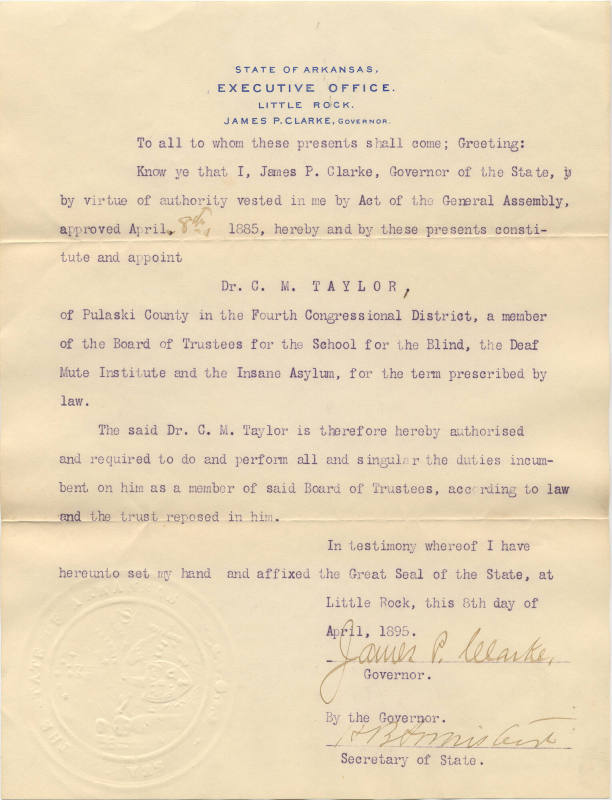 STATE OF ARKANSAS,
EXECUTIVE OFFICE.
LITTLE ROCK.
JAMES P. CLARKE, GOVERNOR.
To all to whom these presents shall come; Greeting:
Know ye that I, James P. Clarke, Governor of the State, y
by virtue of authority vested in me by Act of the General Assembly,
approved April, 8th, 1885, hereby and by these presents consti-
tute and appoint
Dr. C. M. TAYLOR,
of Pulaski County in the Fourth Congressional District, a member
of the Board of Trustees for the School for the Blind, the Deaf
Mute Institute and the Insane Asylum, for the term prescribed by
law.
The said Dr. C. M. Taylor is therefore hereby authorised
and required to do and perform all and singular the duties incum-
bent on him as a member of said Board of Trustees, according to law
and the trust reposed in him.
In testimony whereof I have
hereunto set my hand and affixed the Great Seal of the State, at
Little Rock, this 8th day of
April, 1895.
James P. Clarke,
Governor.
By the Governor.
Secretary of State.